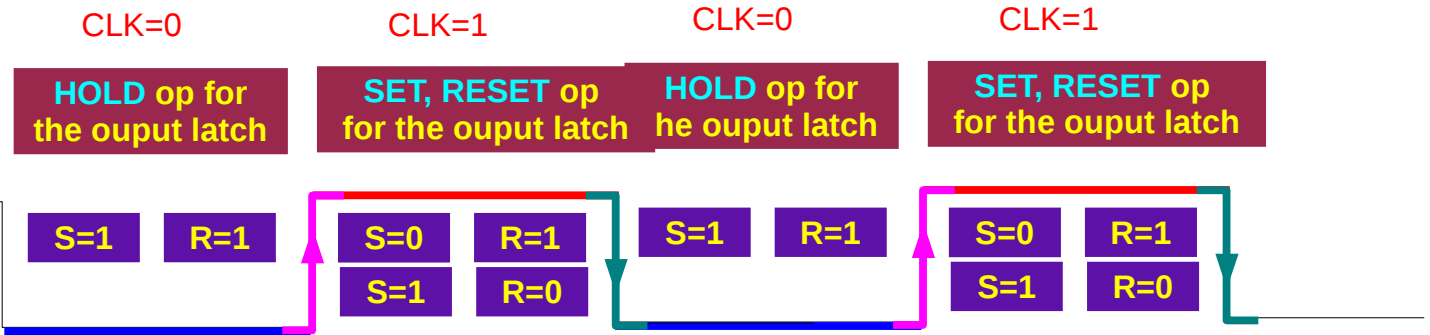 CLK=0
CLK=1
CLK=0
CLK=1
HOLD op for
the ouput latch
SET, RESET op
for the ouput latch
HOLD op for
he ouput latch
SET, RESET op
for the ouput latch
S=1
R=1
S=0
R=1
S=1
R=0
S=1
R=1
S=0
R=1
S=1
R=0